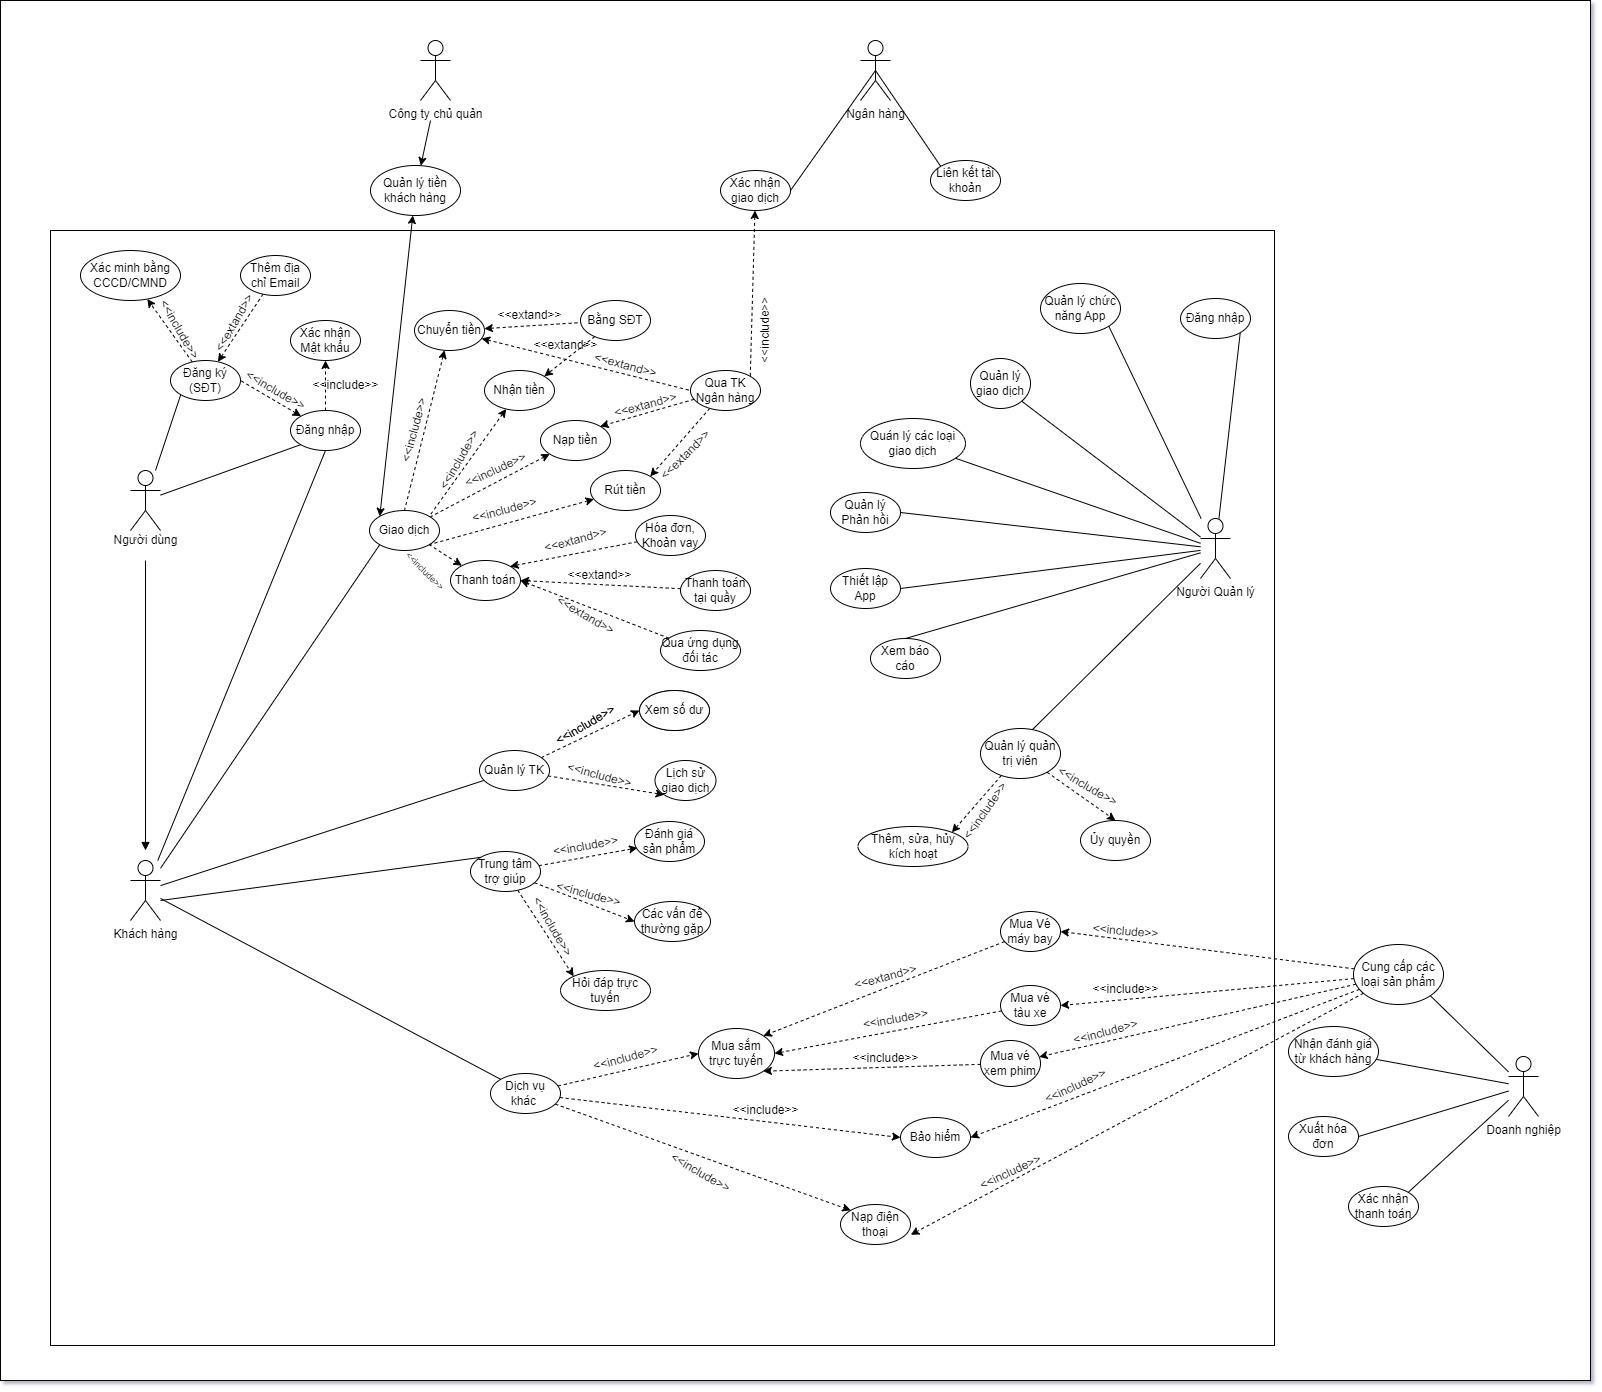 Công ty chủ quản
Ngân hàng
Quản lý tiền
khách hàng
Xác nhận
giao dịch
Liên kết tài
khoản
Xác minh bằng
CCCD/CMND
Thêm địa
chỉ Email
<<include>>
<<extand>>
Xác nhận
Mật khẩu
Đăng ký
(SĐT)
<<include>>
<<include>>
Đăng nhập
Người dùng
Chuyển tiền
<<extand>>
Bằng SĐT
<<extand>>
<<extand>>
<<include>>
Nhận tiền
Qua TK
Ngân hàng
<<extand>>
Nạp tiền
<<extand>>
Rút tiền
<<include>>
<<include>>
<<include>>
<<include>>
Giao dịch
<<include>>
Thanh toán
<<extand>>
Hóa đơn,
Khoản vay
<<extand>>
Thanh toán
tại quầy
<<extand>>
Qua ứng dụng
đối tác
Quản lý chức
năng App
Đăng nhập
Quản lý
giao dịch
Quán lý các loại
giao dịch
Quản lý
Phản hồi
Thiết lập
App
Người Quản lý
Xem báo
cáo
Quản lý quản
trị viên
<<include>>
<<include>>
Thêm, sửa, hủy
kích hoạt
Ủy quyền
<<include>>
Xem số dư
Quản lý TK
<<include>>
Lịch sử
giao dịch
Khách hàng
Trung tâm
trợ giúp
<<include>>
Đánh giá
sản phẩm
<<include>>
Các vấn đề
thường gặp
<<include>>
Hỏi đáp trực
tuyến
Mua Vé
máy bay
<<include>>
Cung cấp các
loại sản phẩm
<<extand>>
Mua vé
tàu xe
<<include>>
<<include>>
Mua sắm
trực tuyến
<<include>>
<<include>>
Mua vé
xem phim
<<include>>
Nhận đánh giá
từ khách hàng
Dịch vụ
khác
<<include>>
<<include>>
Bảo hiểm
<<include>>
Xuất hóa
đơn
Doanh nghiệp
<<include>>
<<include>>
Nạp điện
thoại
Xác nhận
thanh toán